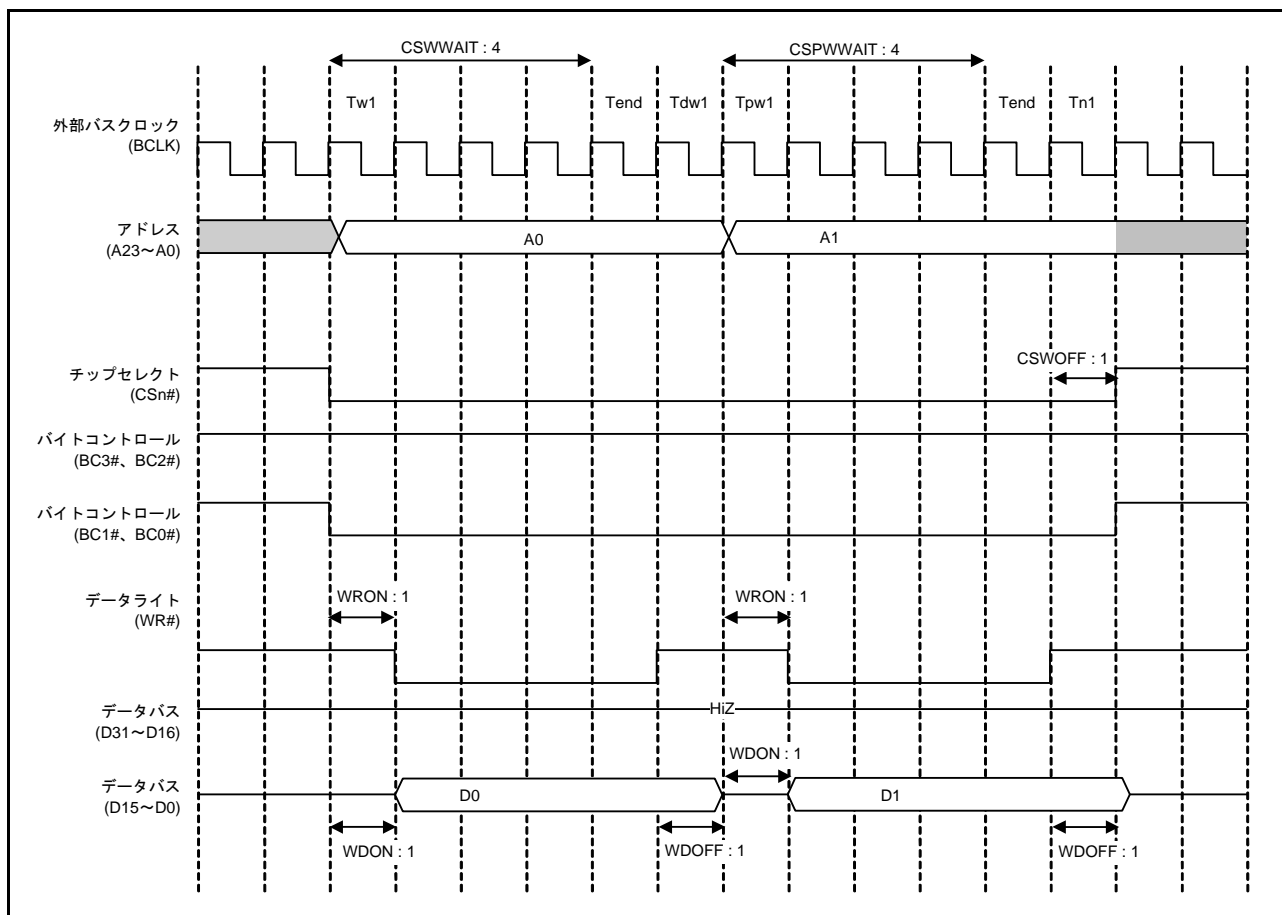 CSWWAIT : 4
CSPWWAIT : 4
Tw1
Tend
Tdw1
Tpw1
Tend
Tn1
外部バスクロック
(BCLK)
アドレス
(A23～A0)
A0
A1
チップセレクト
(CSn#)
CSWOFF : 1
バイトコントロール
(BC3#、BC2#)
バイトコントロール
(BC1#、BC0#)
データライト
(WR#)
WRON : 1
WRON : 1
データバス
(D31～D16)
HiZ
データバス
(D15～D0)
WDON : 1
D0
D1
WDON : 1
WDOFF : 1
WDOFF : 1